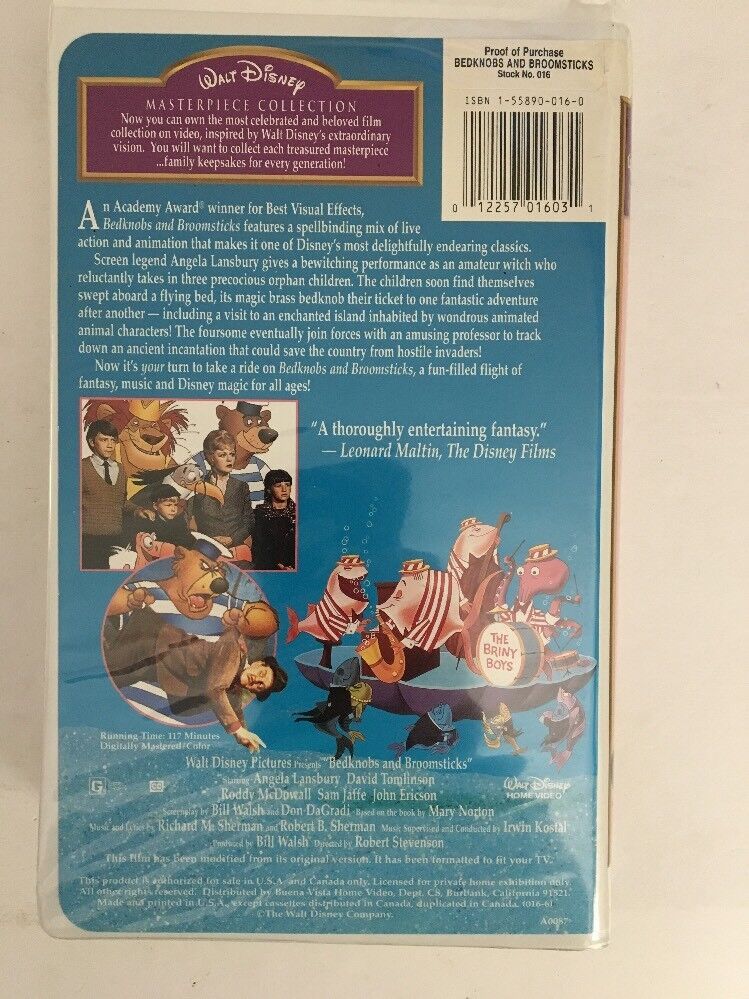 WALT DISNEY
MASTERPIECE COLLECTION
Now you can own the most celebrated and beloved film
collection on video, inspired by Walt Disney's extraordinary
vision. You will want to collect each treasured masterpiece
...family keepsakes for every generation!
Proof of Purchase
BEDKNOBS AND BROOMSTICKS
Stock No. 016
ISBN 1-55890-016-0
0 12257 01603 1
An Academy Award® winner for Best Visual Effects,
Bedknobs and Broomsticks features a spellbinding mix of live
action and animation that makes it one of Disney's most delightfully endearing classics.
Screen legend Angela Lansbury gives a bewitching performance as an amateur witch who
reluctantly takes in three precocious orphan children. The children soon find themselves
swept aboard a flying bed, its magic brass bedknob their ticket to one fantastic adventure
after another — including a visit to an enchanted island inhabited by wondrous animated
animal characters! The foursome eventually join forces with an amusing professor to track
down an ancient incantation that could save the country from hostile invaders!
Now it's your turn to take a ride on Bedknobs and Broomsticks, a fun-filled flight of
fantasy, music and Disney magic for all ages!
"A thoroughly entertaining fantasy."
— Leonard Maltin, The Disney Films
THE
BRINY
BOYS
Running Time: 117 Minutes
Digitally Mastered/Color
Walt Disney Pictures Presents "Bedknobs and Broomsticks"
Starring Angela Lansbury David Tomlinson
Roddy McDowall Sam Jaffe John Ericson
Screenplay by Bill Walsh and Don DaGradi Based on the book by Mary Norton
Music and Lyrics by Richard M. Sherman and Robert B. Sherman Music Supervised and Conducted by Irwin Kostal
Produced by Bill Walsh Directed by Robert Stevenson
G
CC
WALT DISNEY
HOME VIDEO
This film has been modified from its original version. It has been formatted to fit your TV.
This product is authorized for sale in U.S.A. and Canada only. Licensed for private home exhibition only.
All other rights reserved. Distributed by Buena Vista Home Video, Dept. CS, Burbank, California 91521.
Made and printed in U.S.A., except cassettes distributed in Canada, duplicated in Canada. (016-6)
©The Walt Disney Company.
A0087